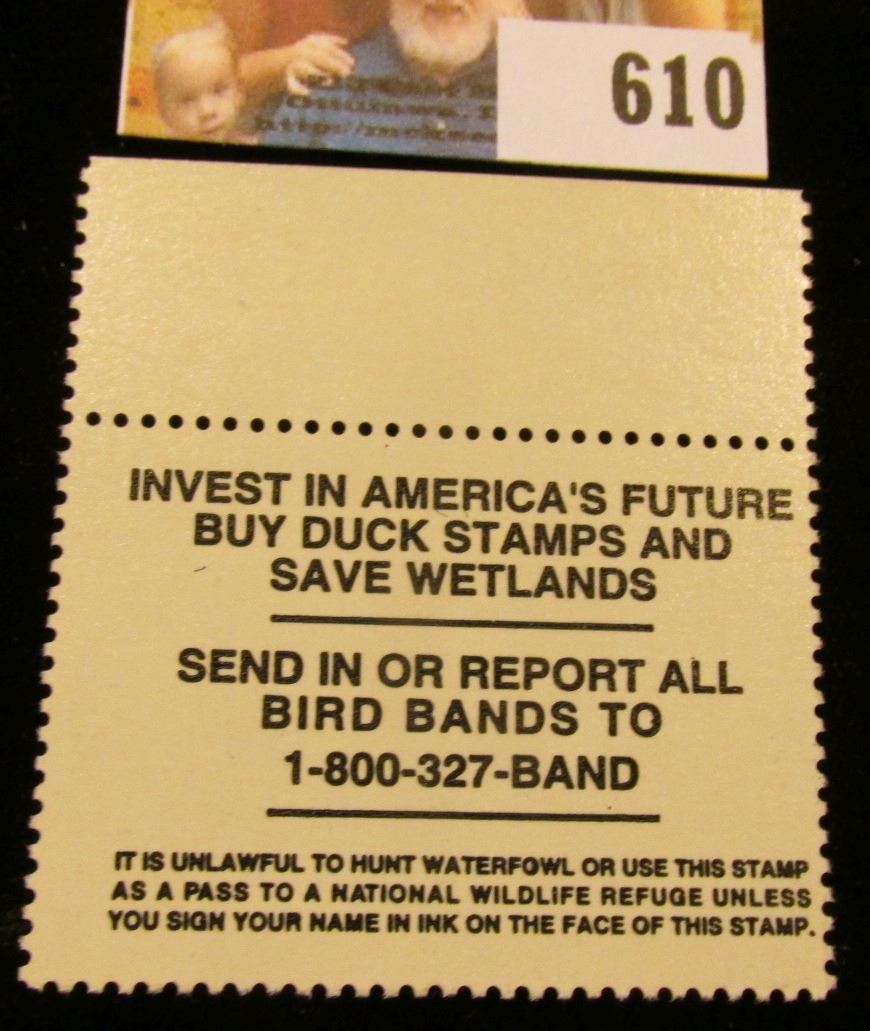 610
INVEST IN AMERICA'S FUTURE
BUY DUCK STAMPS AND
SAVE WETLANDS
SEND IN OR REPORT ALL
BIRD BANDS TO
1-800-327-BAND
IT IS UNLAWFUL TO HUNT WATERFOWL OR USE THIS STAMP
AS A PASS TO A NATIONAL WILDLIFE REFUGE UNLESS
YOU SIGN YOUR NAME IN INK ON THE FACE OF THIS STAMP.